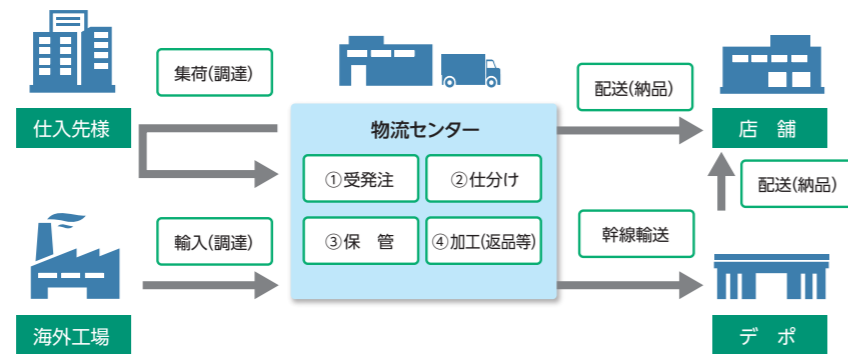 集荷(調達)
配送(納品)
仕入先様
物流センター
店　舗
①受発注
②仕分け
配送(納品)
輸入(調達)
③保　管
④加工(返品等)
幹線輸送
海外工場
デ　ポ